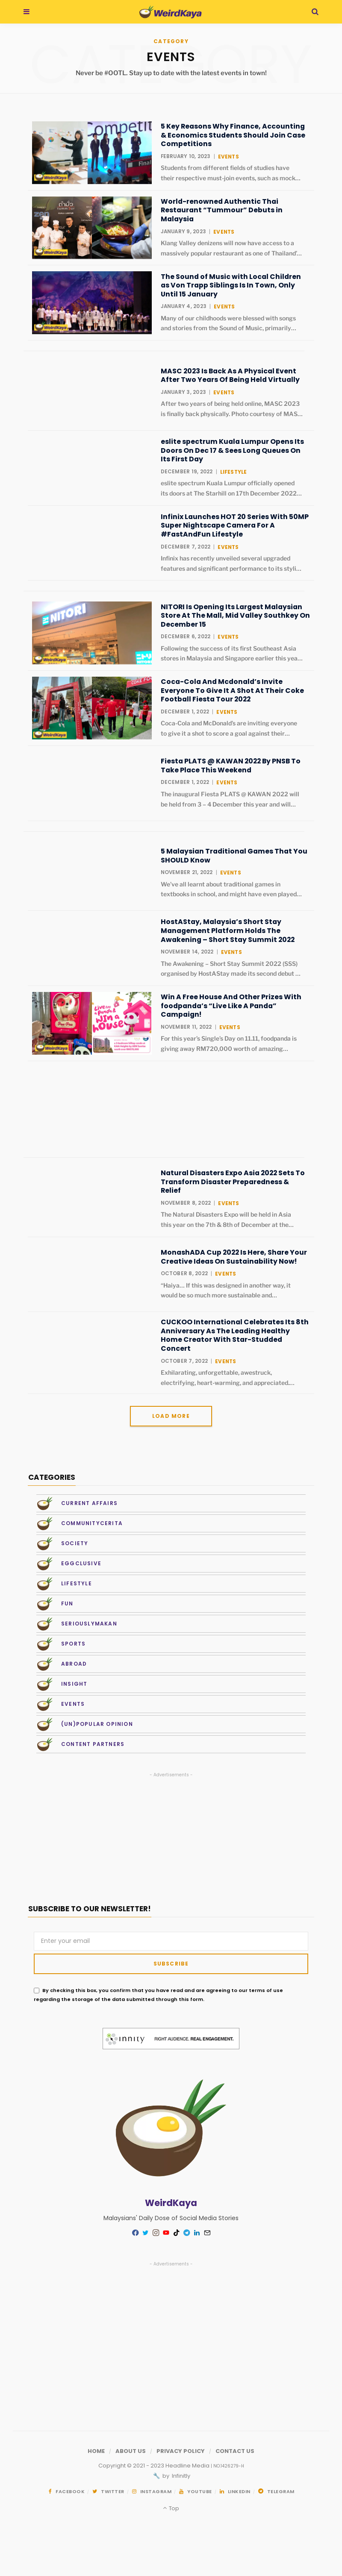 WeirdKaya
CATEGORY
CATEGORY
EVENTS
Never be #OOTL. Stay up to date with the latest events in town!
5 Key Reasons Why Finance, Accounting
& Economics Students Should Join Case
Competitions
FEBRUARY 10, 2023 | EVENTS
Students from different fields of studies have
their respective must-join events, such as mock…
WeirdKaya
World-renowned Authentic Thai
Restaurant “Tummour” Debuts in
Malaysia
JANUARY 9, 2023 | EVENTS
Klang Valley denizens will now have access to a
massively popular restaurant as one of Thailand'…
WeirdKaya
The Sound of Music with Local Children
as Von Trapp Siblings Is In Town, Only
Until 15 January
JANUARY 4, 2023 | EVENTS
Many of our childhoods were blessed with songs
and stories from the Sound of Music, primarily…
WeirdKaya
MASC 2023 Is Back As A Physical Event
After Two Years Of Being Held Virtually
JANUARY 3, 2023 | EVENTS
After two years of being held online, MASC 2023
is finally back physically. Photo courtesy of MAS…
eslite spectrum Kuala Lumpur Opens Its
Doors On Dec 17 & Sees Long Queues On
Its First Day
DECEMBER 19, 2022 | LIFESTYLE
eslite spectrum Kuala Lumpur officially opened
its doors at The Starhill on 17th December 2022…
Infinix Launches HOT 20 Series With 50MP
Super Nightscape Camera For A
#FastAndFun Lifestyle
DECEMBER 7, 2022 | EVENTS
Infinix has recently unveiled several upgraded
features and significant performance to its styli…
NITORI
WeirdKaya
NITORI Is Opening Its Largest Malaysian
Store At The Mall, Mid Valley Southkey On
December 15
DECEMBER 6, 2022 | EVENTS
Following the success of its first Southeast Asia
stores in Malaysia and Singapore earlier this yea…
WeirdKaya
Coca-Cola And Mcdonald’s Invite
Everyone To Give It A Shot At Their Coke
Football Fiesta Tour 2022
DECEMBER 1, 2022 | EVENTS
Coca-Cola and McDonald’s are inviting everyone
to give it a shot to score a goal against their…
Fiesta PLATS @ KAWAN 2022 By PNSB To
Take Place This Weekend
DECEMBER 1, 2022 | EVENTS
The inaugural Fiesta PLATS @ KAWAN 2022 will
be held from 3 – 4 December this year and will…
5 Malaysian Traditional Games That You
SHOULD Know
NOVEMBER 21, 2022 | EVENTS
We’ve all learnt about traditional games in
textbooks in school, and might have even played…
HostAStay, Malaysia’s Short Stay
Management Platform Holds The
Awakening – Short Stay Summit 2022
NOVEMBER 14, 2022 | EVENTS
The Awakening – Short Stay Summit 2022 (SSS)
organised by HostAStay made its second debut …
WeirdKaya
Win A Free House And Other Prizes With
foodpanda’s “Live Like A Panda”
Campaign!
NOVEMBER 11, 2022 | EVENTS
For this year’s Single’s Day on 11.11, foodpanda is
giving away RM720,000 worth of amazing…
Natural Disasters Expo Asia 2022 Sets To
Transform Disaster Preparedness &
Relief
NOVEMBER 8, 2022 | EVENTS
The Natural Disasters Expo will be held in Asia
this year on the 7th & 8th of December at the…
MonashADA Cup 2022 Is Here, Share Your
Creative Ideas On Sustainability Now!
OCTOBER 8, 2022 | EVENTS
“Haiya… If this was designed in another way, it
would be so much more sustainable and…
CUCKOO International Celebrates Its 8th
Anniversary As The Leading Healthy
Home Creator With Star-Studded
Concert
OCTOBER 7, 2022 | EVENTS
Exhilarating, unforgettable, awestruck,
electrifying, heart-warming, and appreciated,…
LOAD MORE
CATEGORIES
CURRENT AFFAIRS
COMMUNITYCERITA
SOCIETY
EGGCLUSIVE
LIFESTYLE
FUN
SERIOUSLYMAKAN
SPORTS
ABROAD
INSIGHT
EVENTS
(UN)POPULAR OPINION
CONTENT PARTNERS
- Advertisements -
SUBSCRIBE TO OUR NEWSLETTER!
Enter your email
SUBSCRIBE
By checking this box, you confirm that you have read and are agreeing to our terms of use
regarding the storage of the data submitted through this form.
innity RIGHT AUDIENCE. REAL ENGAGEMENT.
WeirdKaya
Malaysians' Daily Dose of Social Media Stories
- Advertisements -
HOME / ABOUT US / PRIVACY POLICY / CONTACT US
by Infinity
FACEBOOK TWITTER INSTAGRAM YOUTUBE LINKEDIN TELEGRAM
Top